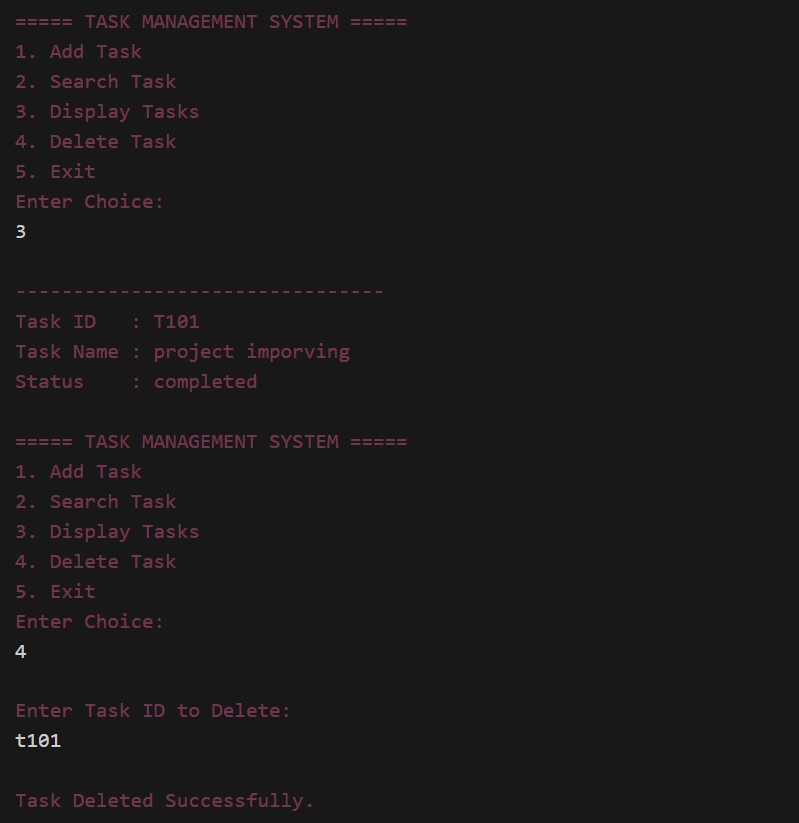 ===== TASK MANAGEMENT SYSTEM =====
1. Add Task
2. Search Task
3. Display Tasks
4. Delete Task
5. Exit
Enter Choice:
3
--------------------------------
Task ID   : T101
Task Name : project imporving
Status    : completed
===== TASK MANAGEMENT SYSTEM =====
1. Add Task
2. Search Task
3. Display Tasks
4. Delete Task
5. Exit
Enter Choice:
4
Enter Task ID to Delete:
t101
Task Deleted Successfully.